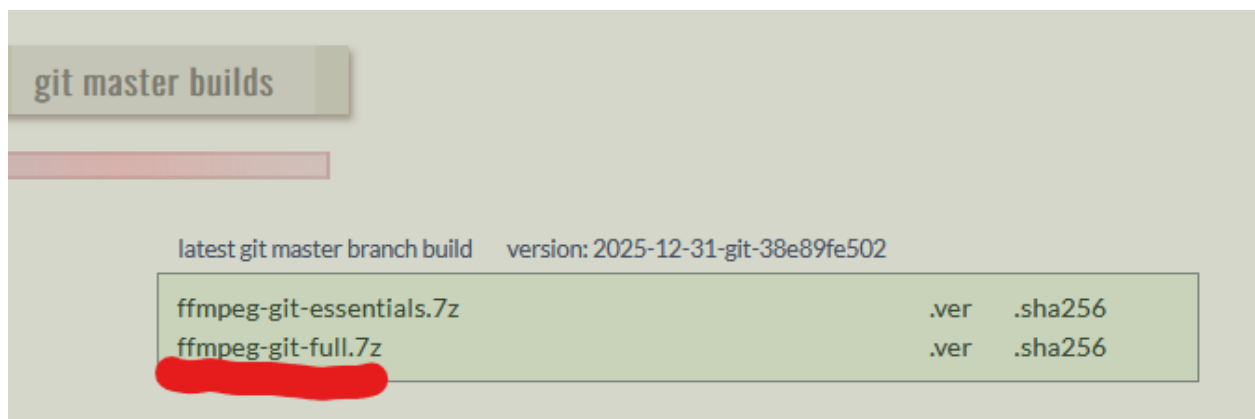 git master builds
latest git master branch build version: 2025-12-31-git-38e89fe502
ffmpeg-git-essentials.7z .ver .sha256
ffmpeg-git-full.7z .ver .sha256